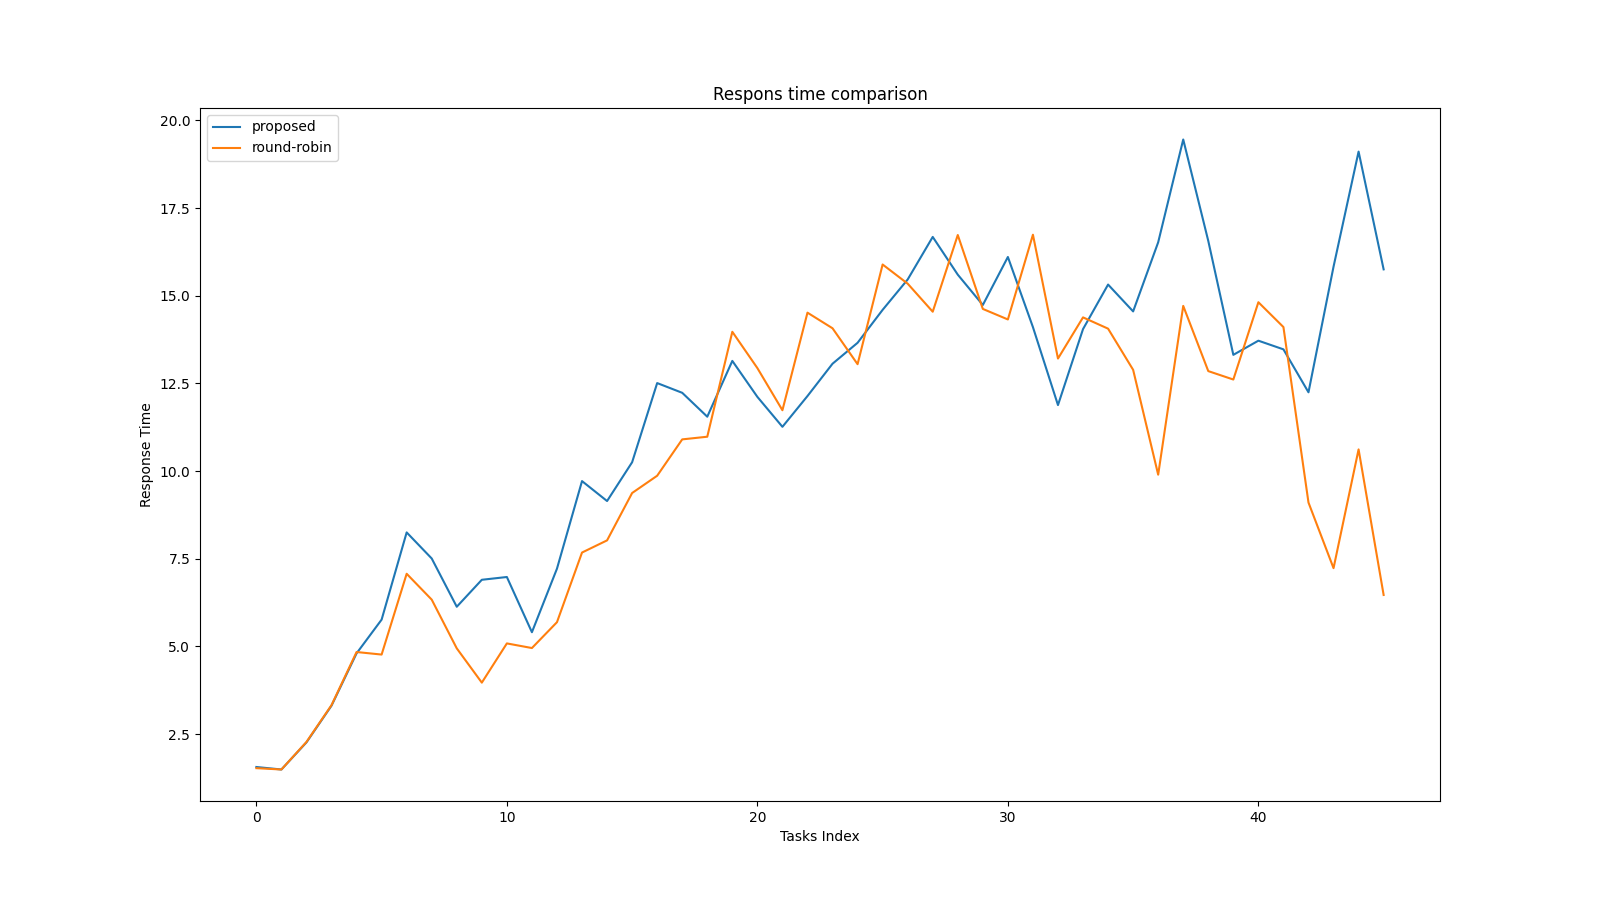 Respons time comparison
proposed
round-robin
20.0
17.5
15.0
12.5
10.0
7.5
5.0
2.5
Response Time
0 10 20 30 40
Tasks Index